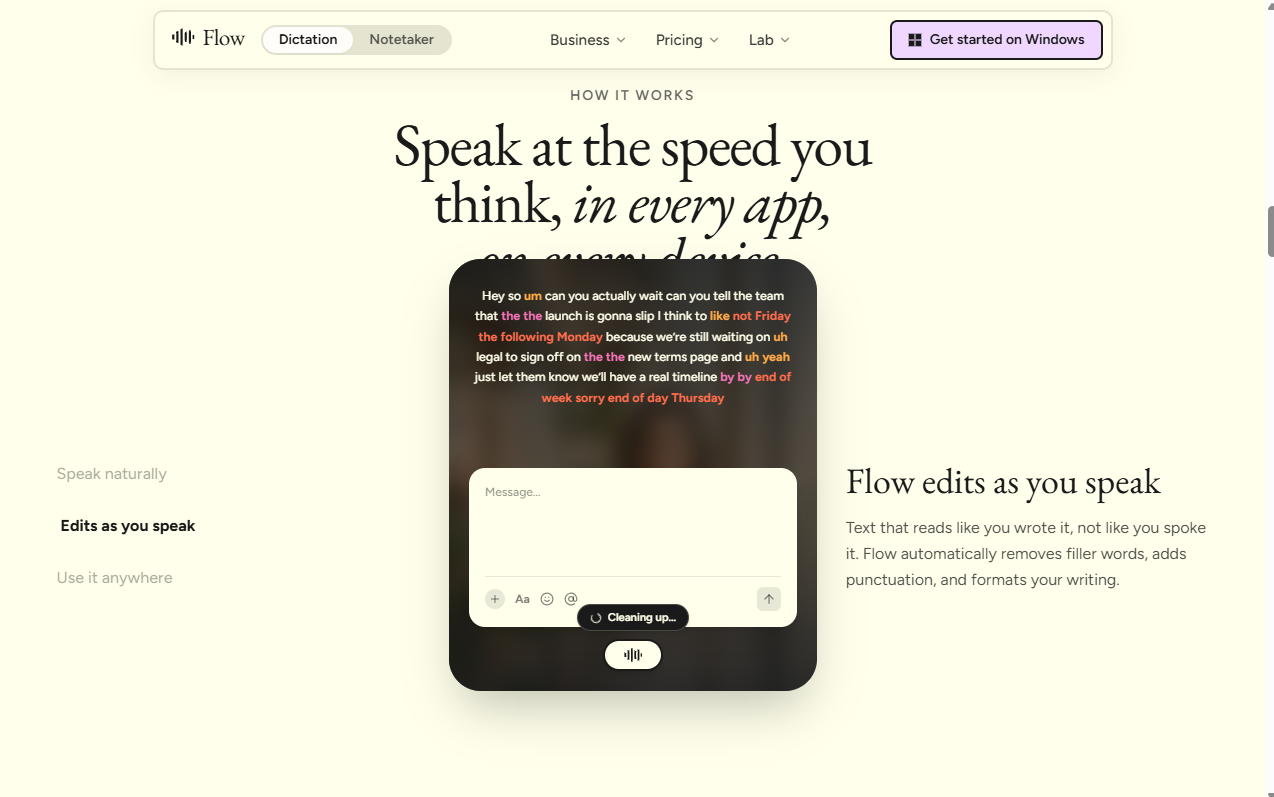 Flow
Dictation
Notetaker
Business
Pricing
Lab
Get started on Windows
HOW IT WORKS
Speak at the speed you
think, in every app,
on every device
Hey so um can you actually wait can you tell the team
that the the launch is gonna slip I think to like not Friday
the following Monday because we're still waiting on uh
legal to sign off on the the new terms page and uh yeah
just let them know we'll have a real timeline by by end of
week sorry end of day Thursday
Message...
Aa
Cleaning up...
Speak naturally
Edits as you speak
Use it anywhere
Flow edits as you speak
Text that reads like you wrote it, not like you spoke
it. Flow automatically removes filler words, adds
punctuation, and formats your writing.